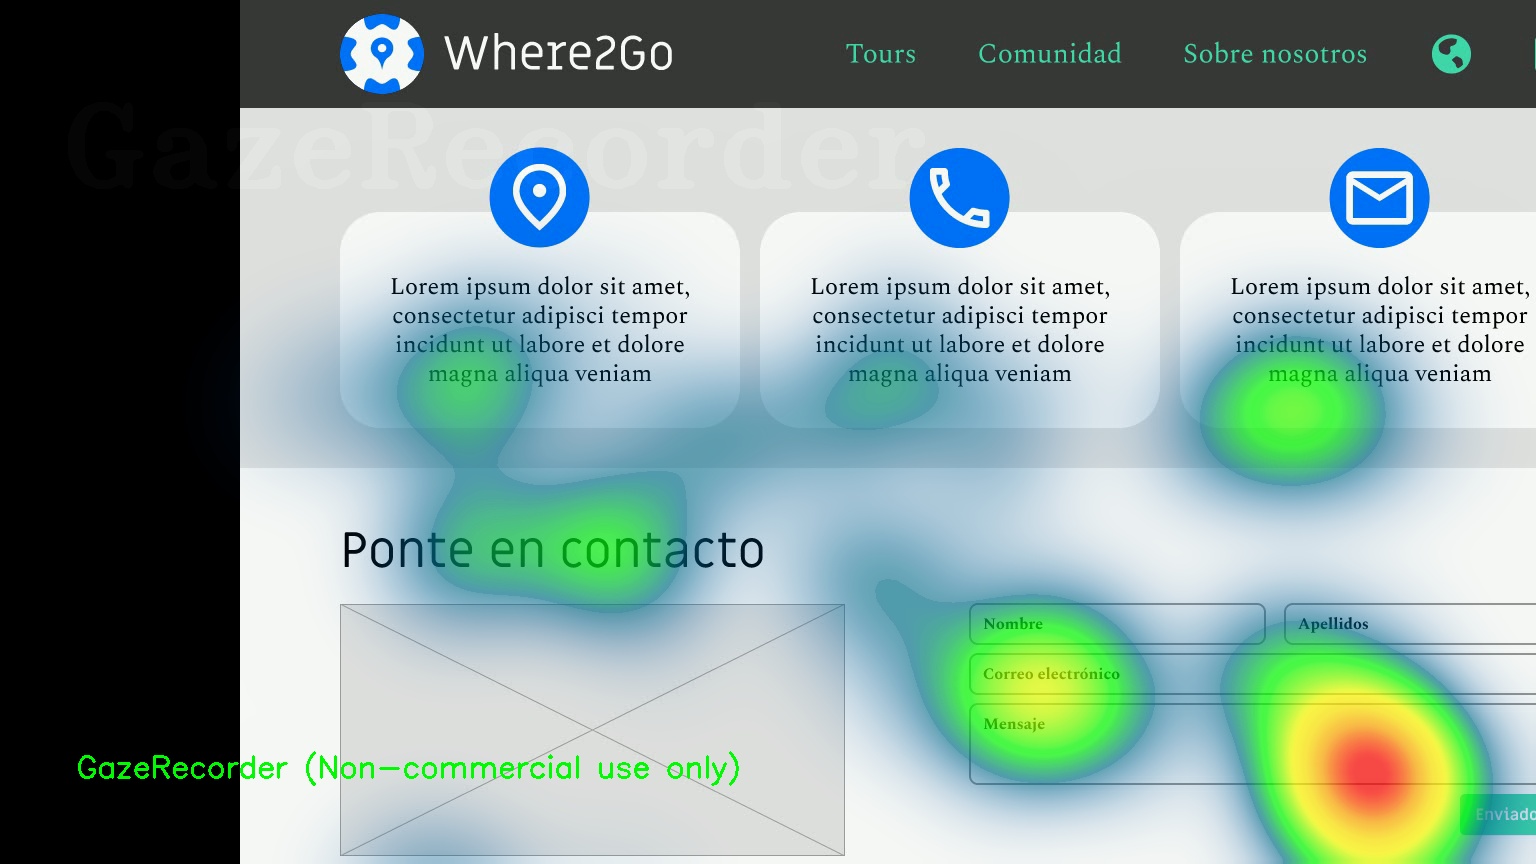 Where2Go
Tours
Comunidad
Sobre nosotros
GazeRecorder
Lorem ipsum dolor sit amet,
consectetur adipisci tempor
incidunt ut labore et dolore
magna aliqua veniam
Lorem ipsum dolor sit amet,
consectetur adipisci tempor
incidunt ut labore et dolore
magna aliqua veniam
Lorem ipsum dolor sit amet,
consectetur adipisci tempor
incidunt ut labore et dolore
magna aliqua veniam
Ponte en contacto
Nombre
Apellidos
Correo electrónico
Mensaje
GazeRecorder (Non-commercial use only)
Enviado